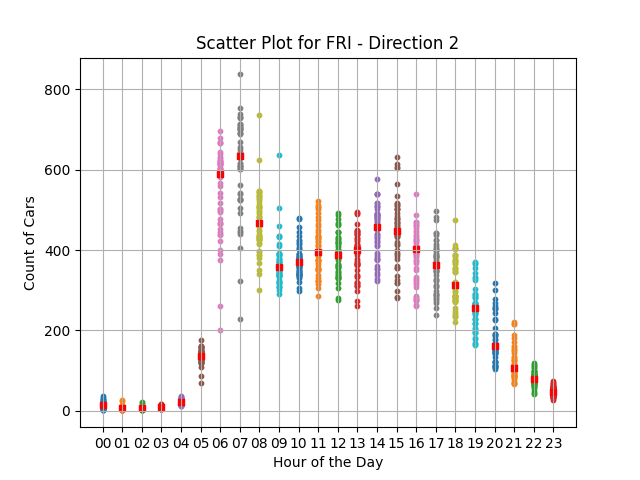 Scatter Plot for FRI - Direction 2
Count of Cars
800
600
400
200
0
00 01 02 03 04 05 06 07 08 09 10 11 12 13 14 15 16 17 18 19 20 21 22 23
Hour of the Day